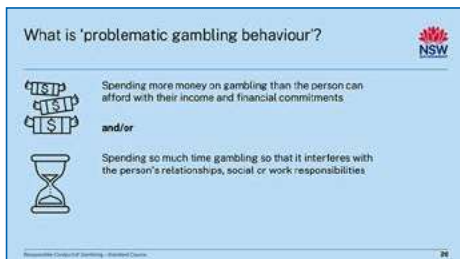 What is 'problematic gambling behaviour'?
NSW
GOVERNMENT
Spending more money on gambling than the person can
afford with their income and financial commitments
and/or
Spending so much time gambling so that it interferes with
the person's relationships, social or work responsibilities
Responsible Conduct of Gambling - Standard Course
26